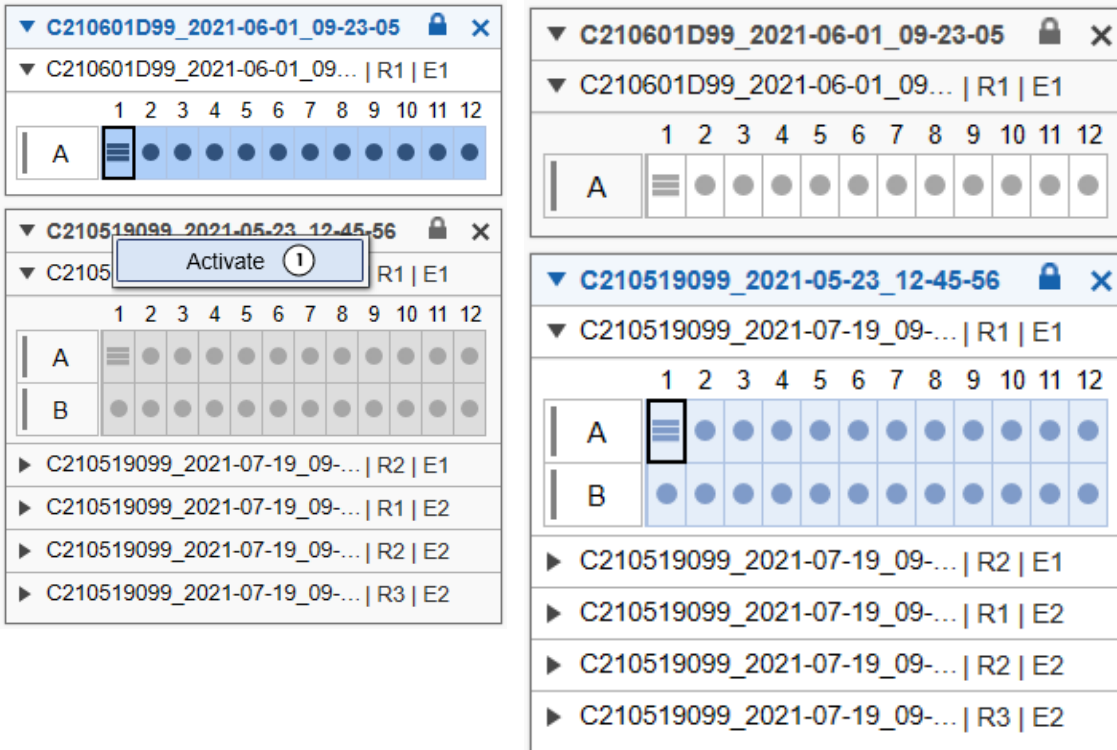 C210601D99_2021-06-01_09-23-05
C210601D99_2021-06-01_09... | R1 | E1
1 2 3 4 5 6 7 8 9 10 11 12
A
C210519099_2021-05-23_12-45-56
Activate 1
C2105 R1 | E1
1 2 3 4 5 6 7 8 9 10 11 12
A
B
C210519099_2021-07-19_09-... | R2 | E1
C210519099_2021-07-19_09-... | R1 | E2
C210519099_2021-07-19_09-... | R2 | E2
C210519099_2021-07-19_09-... | R3 | E2
C210601D99_2021-06-01_09-23-05
C210601D99_2021-06-01_09... | R1 | E1
1 2 3 4 5 6 7 8 9 10 11 12
A
C210519099_2021-05-23_12-45-56
C210519099_2021-07-19_09-... | R1 | E1
1 2 3 4 5 6 7 8 9 10 11 12
A
B
C210519099_2021-07-19_09-... | R2 | E1
C210519099_2021-07-19_09-... | R1 | E2
C210519099_2021-07-19_09-... | R2 | E2
C210519099_2021-07-19_09-... | R3 | E2